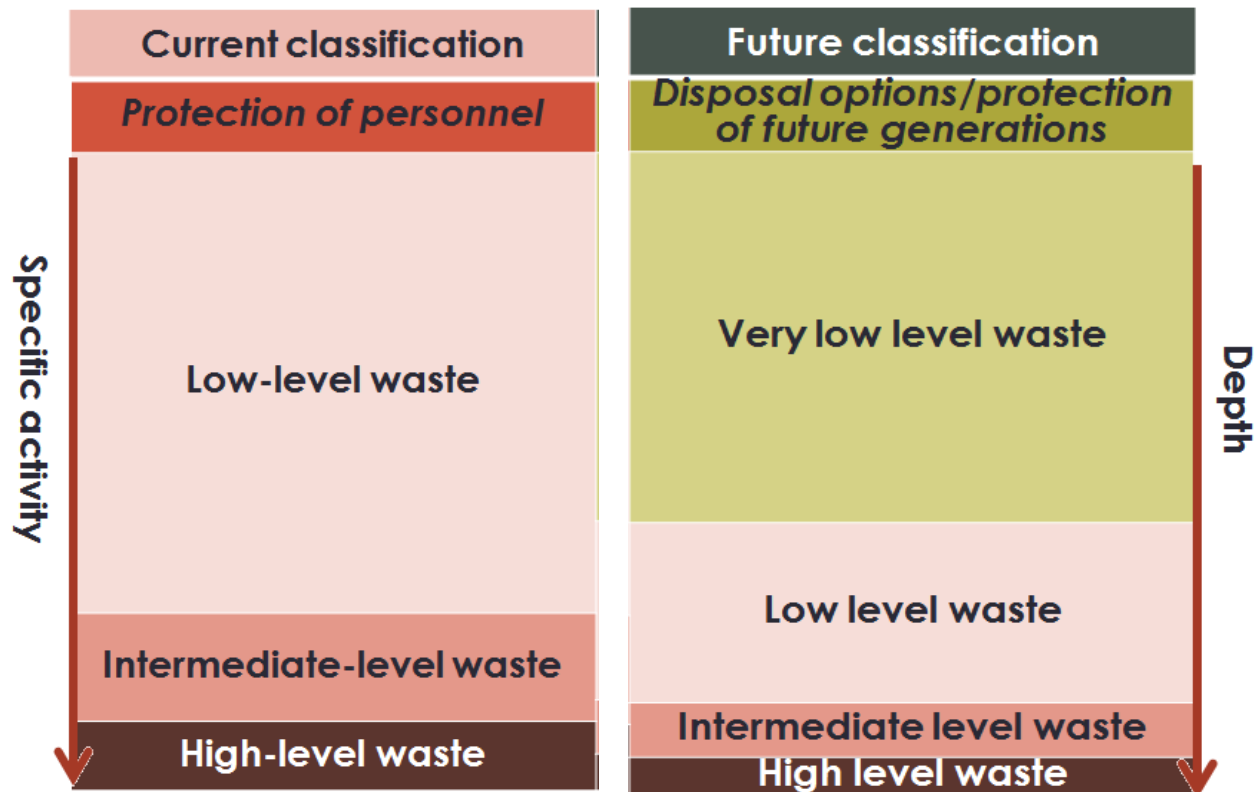 Current classification
Protection of personnel
Specific activity
Low-level waste
Intermediate-level waste
High-level waste
Future classification
Disposal options/protection
of future generations
Very low level waste
Low level waste
Intermediate level waste
High level waste
Depth